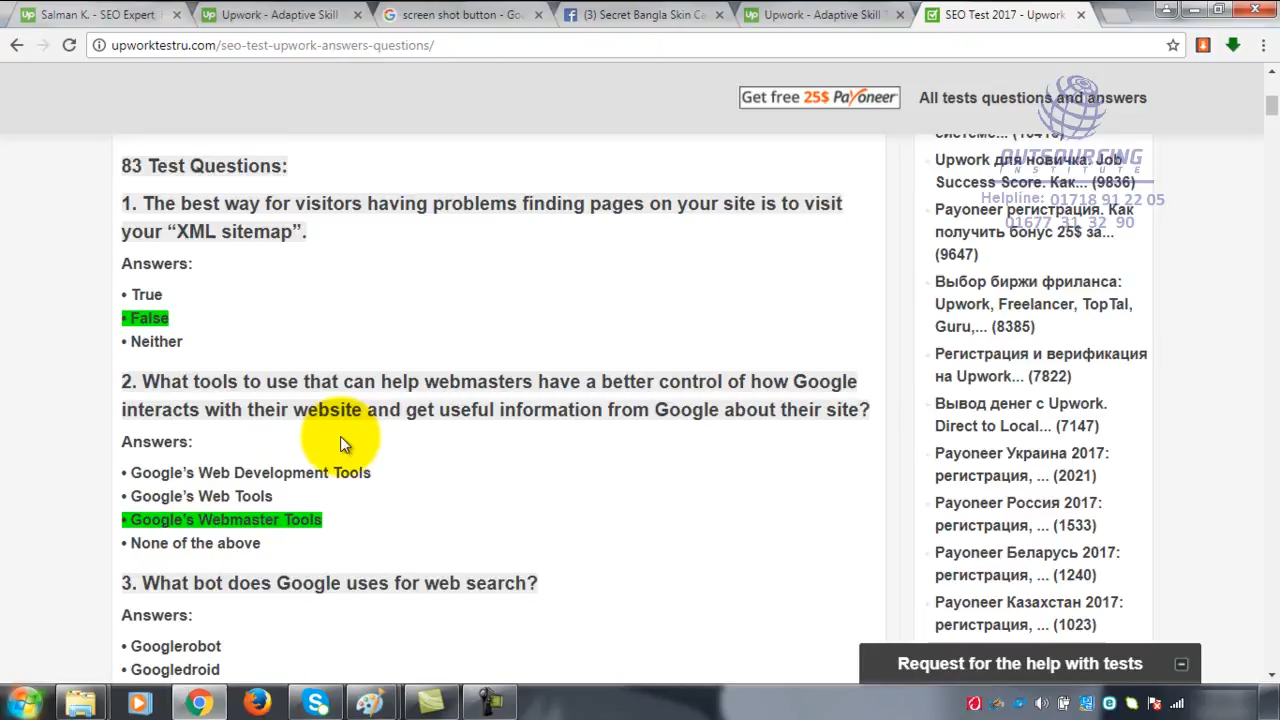 Salman K. - SEO Expert
Upwork - Adaptive Skill
screen shot button - Go
(3) Secret Bangla Skin Ca
Upwork - Adaptive Skill
SEO Test 2017 - Upwork
upworktestru.com/seo-test-upwork-answers-questions/
Get free 25$ Payoneer
All tests questions and answers
83 Test Questions:
1. The best way for visitors having problems finding pages on your site is to visit
your “XML sitemap”.
Answers:
• True
• False
• Neither
2. What tools to use that can help webmasters have a better control of how Google
interacts with their website and get useful information from Google about their site?
Answers:
• Google’s Web Development Tools
• Google’s Web Tools
• Google’s Webmaster Tools
• None of the above
3. What bot does Google uses for web search?
Answers:
• Googlerobot
• Googledroid
Upwork для новичка. Job
Success Score. Как... (9836)
Payoneer регистрация. Как
получить бонус 25$ за...
(9647)
Выбор биржи фриланса:
Upwork, Freelancer, TopTal,
Guru,... (8385)
Регистрация и верификация
на Upwork... (7822)
Вывод денег с Upwork.
Direct to Local... (7147)
Payoneer Украина 2017:
регистрация, ... (2021)
Payoneer Россия 2017:
регистрация, ... (1533)
Payoneer Беларусь 2017:
регистрация, ... (1240)
Payoneer Казахстан 2017:
регистрация, ... (1023)
OUTSOURCING
INSTITUTE
Helpline: 01718 91 22 05
01677 31 32 90
Request for the help with tests